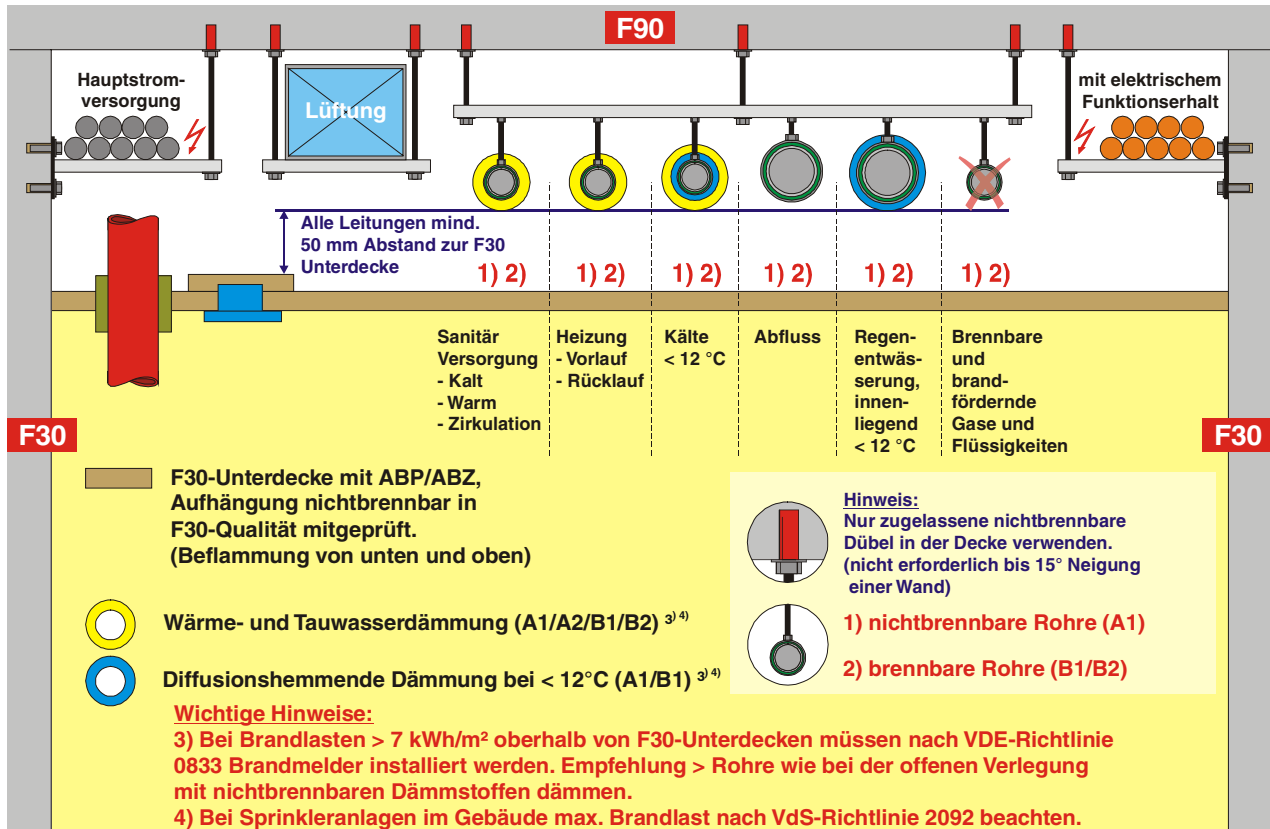 F90
Hauptstrom-
versorgung
Lüftung
mit elektrischem
Funktionserhalt
Alle Leitungen mind.
50 mm Abstand zur F30
Unterdecke
1) 2)
1) 2)
1) 2)
1) 2)
1) 2)
1) 2)
Sanitär
Versorgung
- Kalt
- Warm
- Zirkulation
Heizung
- Vorlauf
- Rücklauf
Kälte
< 12 °C
Abfluss
Regen-
entwäs-
serung,
innen-
liegend
< 12 °C
Brennbare
und
brand-
fördernde
Gase und
Flüssigkeiten
F30
F30
F30-Unterdecke mit ABP/ABZ,
Aufhängung nichtbrennbar in
F30-Qualität mitgeprüft.
(Beflammung von unten und oben)
Wärme- und Tauwasserdämmung (A1/A2/B1/B2) 3) 4)
Diffusionshemmende Dämmung bei < 12°C (A1/B1) 3) 4)
Hinweis:
Nur zugelassene nichtbrennbare
Dübel in der Decke verwenden.
(nicht erforderlich bis 15° Neigung
einer Wand)
1) nichtbrennbare Rohre (A1)
2) brennbare Rohre (B1/B2)
Wichtige Hinweise:
3) Bei Brandlasten > 7 kWh/m² oberhalb von F30-Unterdecken müssen nach VDE-Richtlinie
0833 Brandmelder installiert werden. Empfehlung > Rohre wie bei der offenen Verlegung
mit nichtbrennbaren Dämmstoffen dämmen.
4) Bei Sprinkleranlagen im Gebäude max. Brandlast nach VdS-Richtlinie 2092 beachten.